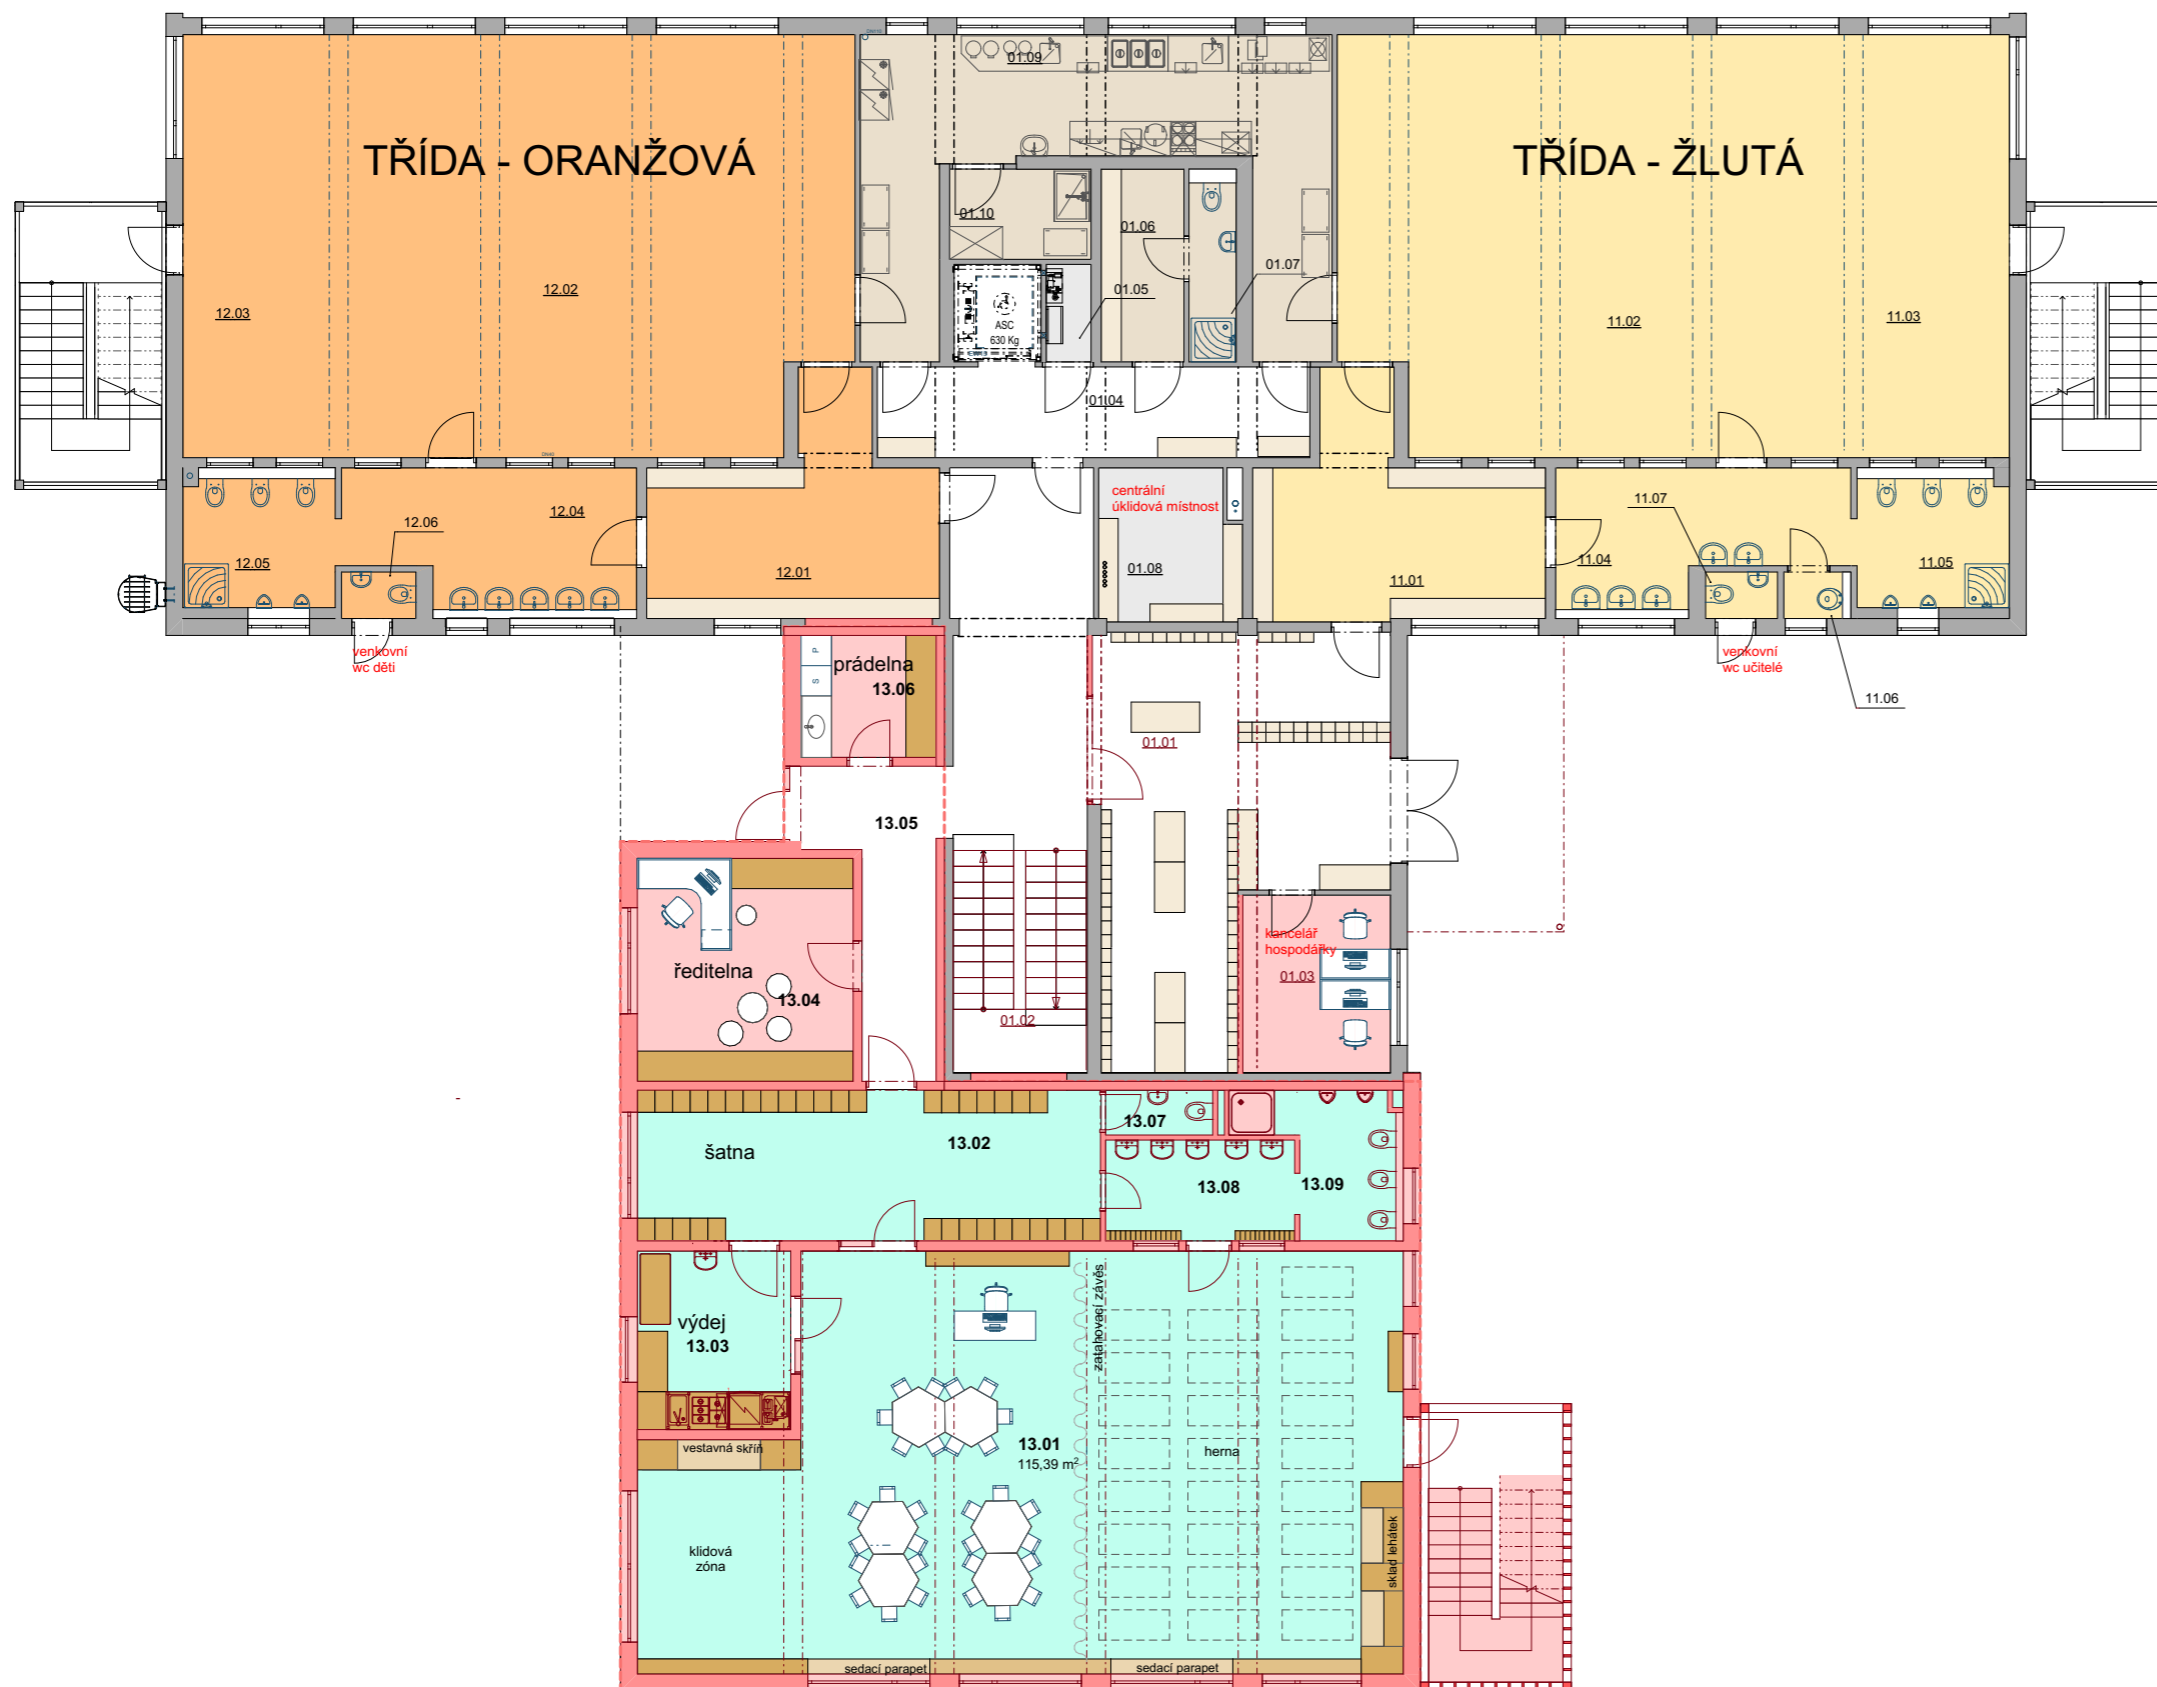 01.09
TŘÍDA - ORANŽOVÁ
TŘÍDA - ŽLUTÁ
01.10
01.06
01.07
01.05
12.03
12.02
ASC
630 Kg
11.02
11.03
01.04
centrální
úklidová místnost
12.06
12.04
12.05
12.01
01.08
11.01
11.07
11.04
11.05
11.06
venkovní
wc děti
venkovní
wc učitelé
P
S
prádelna
13.06
01.01
13.05
ředitelna
13.04
01.02
kancelář
hospodářky
01.03
šatna
13.02
13.07
13.08
13.09
výdej
13.03
zatahovací závěs
vestavná skříň
13.01
115,39 m²
herna
klidová
zóna
sklad lehátek
sedací parapet
sedací parapet